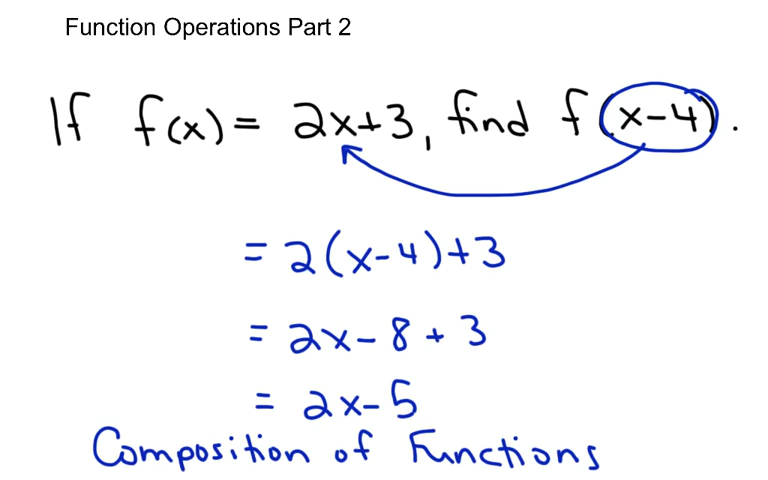 Function Operations Part 2
If f(x) = 2x+3, find f(x-4).
= 2(x-4)+3
= 2x-8+3
= 2x-5
Composition of Functions